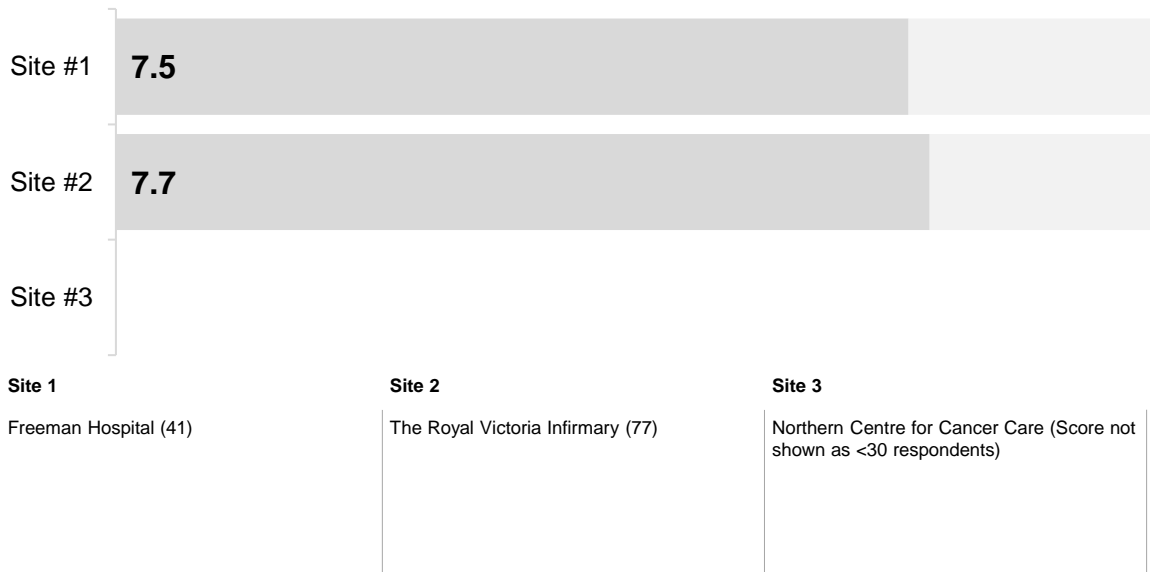 Site #1
7.5
Site #2
7.7
Site #3
Site 1
Freeman Hospital (41)
Site 2
The Royal Victoria Infirmary (77)
Site 3
Northern Centre for Cancer Care (Score not
shown as <30 respondents)